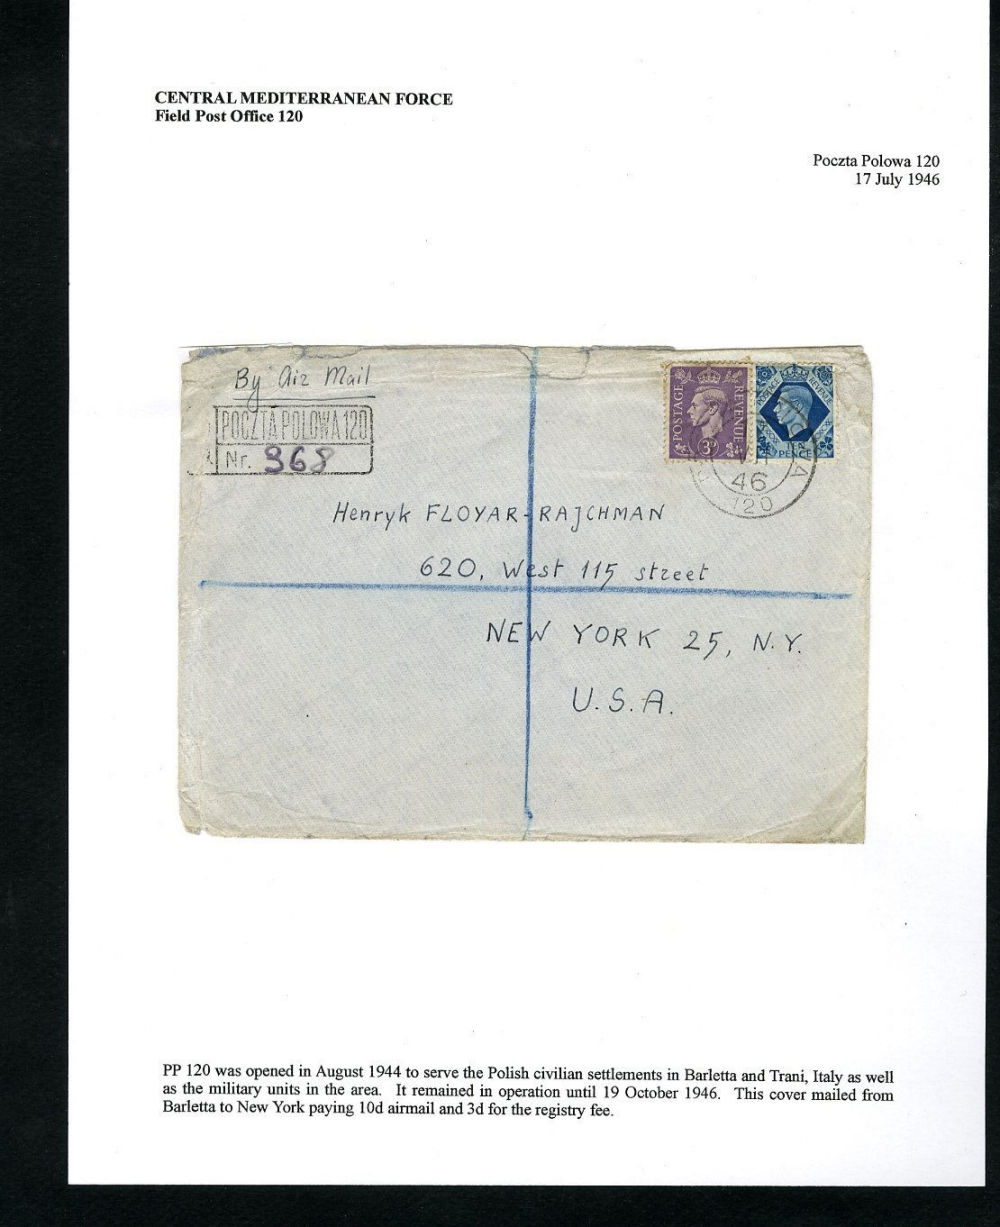 CENTRAL MEDITERRANEAN FORCE
Field Post Office 120
Poczta Polowa 120
17 July 1946
By Air Mail
POCZTA POLOWA 120
Nr. 368
POSTAGE REVENUE
3D
POSTAGE REVENUE
TEN PENCE
46
120
Henryk FLOYAR-RAJCHMAN
620, West 115 street
NEW YORK 25, N.Y.
U.S.A.
PP 120 was opened in August 1944 to serve the Polish civilian settlements in Barletta and Trani, Italy as well
as the military units in the area. It remained in operation until 19 October 1946. This cover mailed from
Barletta to New York paying 10d airmail and 3d for the registry fee.